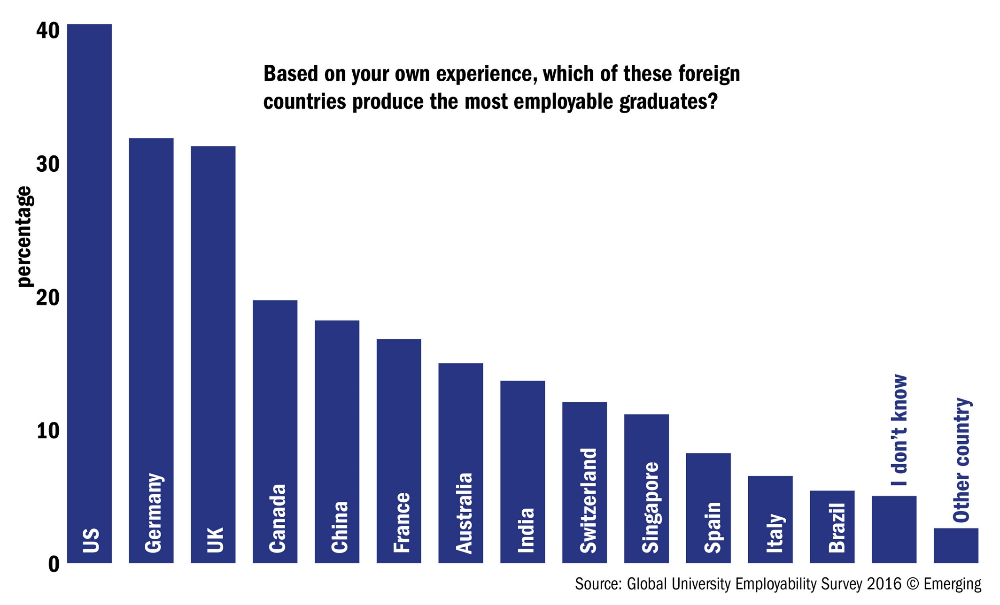 Based on your own experience, which of these foreign
countries produce the most employable graduates?
percentage
40
30
20
10
0
US
Germany
UK
Canada
China
France
Australia
India
Switzerland
Singapore
Spain
Italy
Brazil
I don't know
Other country
Source: Global University Employability Survey 2016 © Emerging